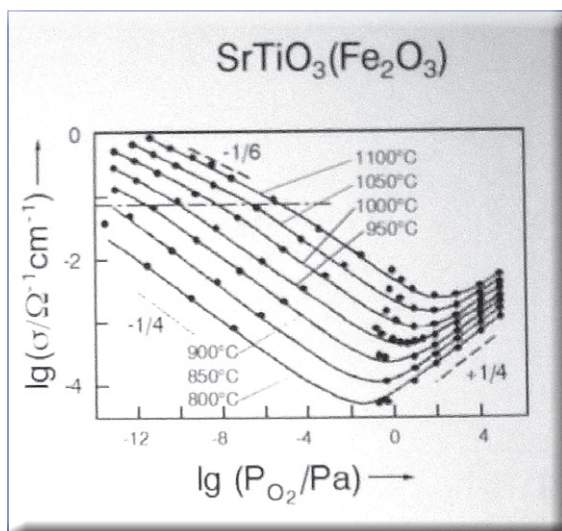 SrTiO₃(Fe₂O₃)
lg(σ/Ω⁻¹cm⁻¹)
0
-2
-4
-1/6
1100°C
1050°C
1000°C
950°C
-1/4
900°C
850°C
800°C
+1/4
-12 -8 -4 0 4
lg (P_O₂/Pa)